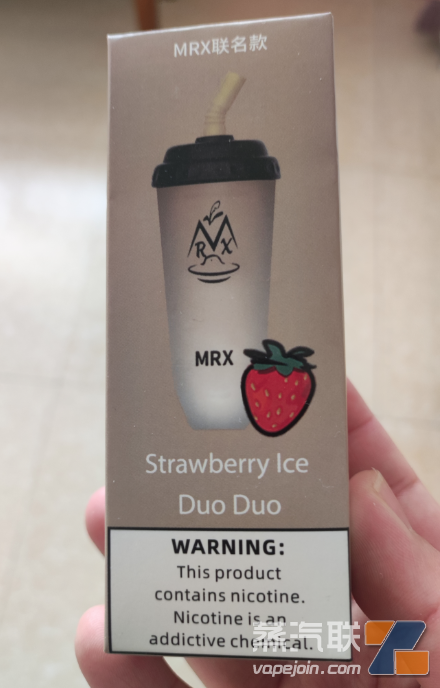 MRX联名款
MRX
MRX
Strawberry Ice
Duo Duo
WARNING:
This product
contains nicotine.
Nicotine is an
addictive chemical.
蒸汽联
vapejoin.com